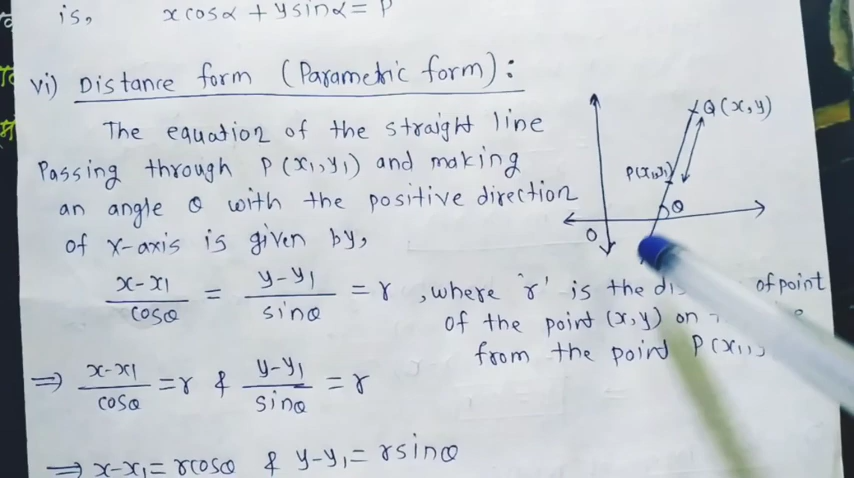 is, x cosα + y sinα = P
vi) Distance form (Parametric form):
The equation of the straight line
Passing through P(x₁,y₁) and making
an angle θ with the positive direction
of x-axis is given by,
x-x₁/cosθ = y-y₁/sinθ = r , where 'r' is the of point
of the point (x,y) on
from the point P(x₁,
⇒ x-x₁/cosθ = r & y-y₁/sinθ = r
⇒ x-x₁ = rcosθ & y-y₁ = rsinθ
Q(x,y)
P(x₁,y₁)
θ
O